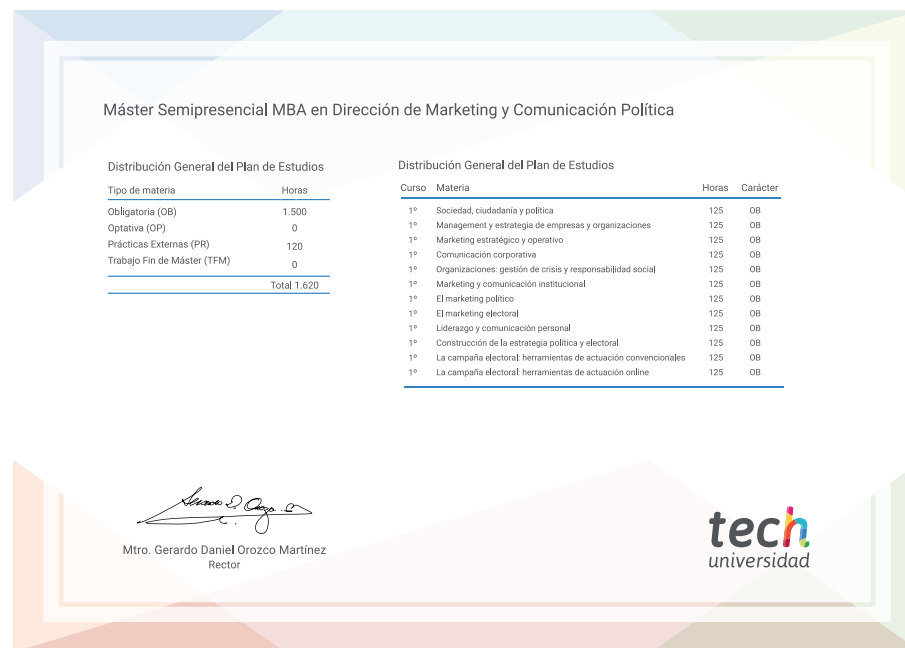 Máster Semipresencial MBA en Dirección de Marketing y Comunicación Política
Distribución General del Plan de Estudios
Tipo de materia Horas
Obligatoria (OB) 1.500
Optativa (OP) 0
Prácticas Externas (PR) 120
Trabajo Fin de Máster (TFM) 0
Total 1.620
Distribución General del Plan de Estudios
Curso Materia Horas Carácter
1º Sociedad, ciudadanía y política 125 OB
1º Management y estrategia de empresas y organizaciones 125 OB
1º Marketing estratégico y operativo 125 OB
1º Comunicación corporativa 125 OB
1º Organizaciones: gestión de crisis y responsabilidad social 125 OB
1º Marketing y comunicación institucional 125 OB
1º El marketing político 125 OB
1º El marketing electoral 125 OB
1º Liderazgo y comunicación personal 125 OB
1º Construcción de la estrategia política y electoral 125 OB
1º La campaña electoral: herramientas de actuación convencionales 125 OB
1º La campaña electoral: herramientas de actuación online 125 OB
Mtro. Gerardo Daniel Orozco Martínez
Rector
tech
universidad